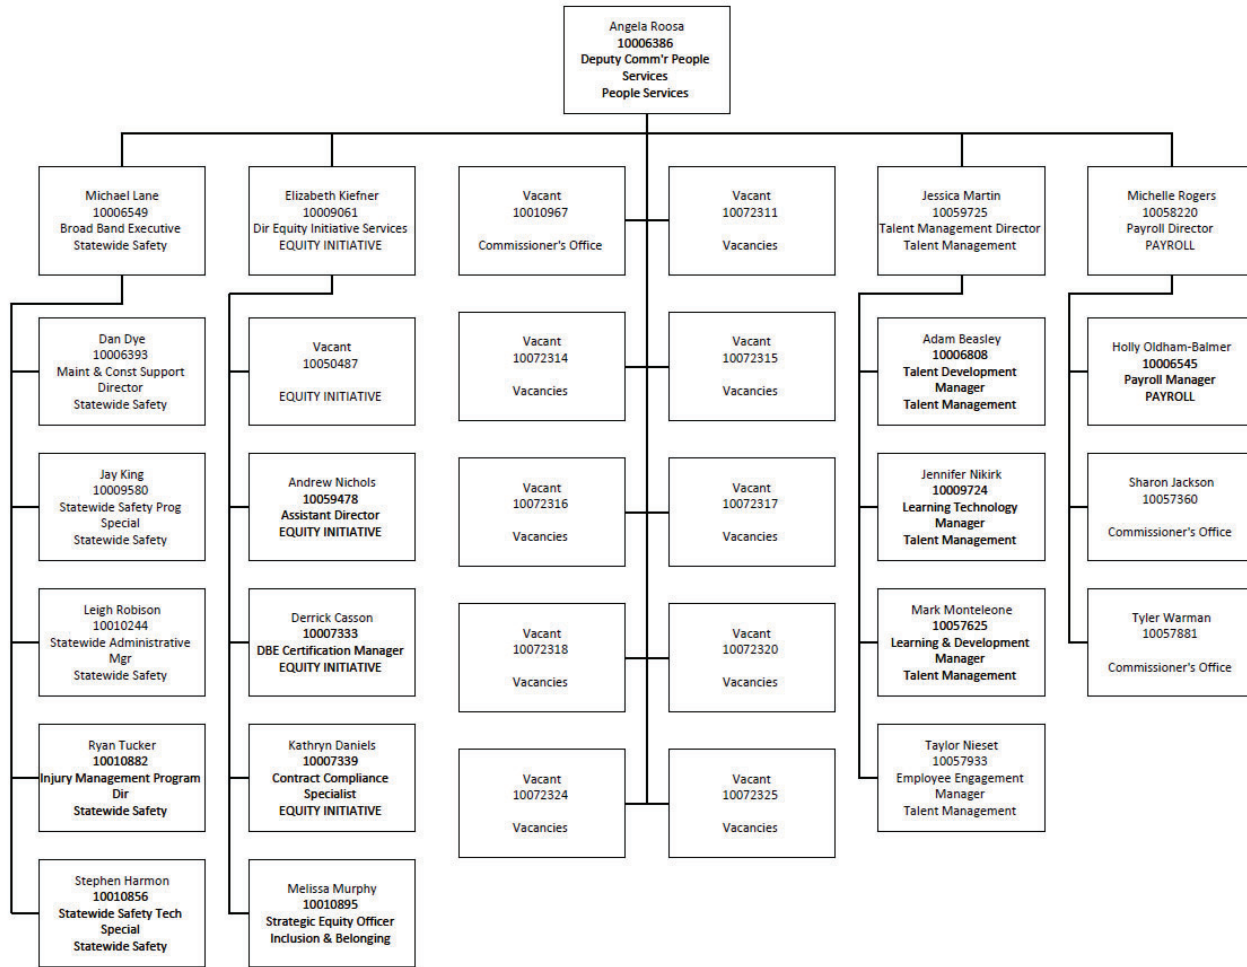 Angela Roosa
10006386
Deputy Comm'r People
Services
People Services
Michael Lane
10006549
Broad Band Executive
Statewide Safety
Elizabeth Kiefner
10009061
Dir Equity Initiative Services
EQUITY INITIATIVE
Vacant
10010967
Commissioner's Office
Vacant
10072311
Vacancies
Jessica Martin
10059725
Talent Management Director
Talent Management
Michelle Rogers
10058220
Payroll Director
PAYROLL
Dan Dye
10006393
Maint & Const Support
Director
Statewide Safety
Vacant
10050487
EQUITY INITIATIVE
Vacant
10072314
Vacancies
Vacant
10072315
Vacancies
Adam Beasley
10006808
Talent Development
Manager
Talent Management
Holly Oldham-Balmer
10006545
Payroll Manager
PAYROLL
Jay King
10009580
Statewide Safety Prog
Special
Statewide Safety
Andrew Nichols
10059478
Assistant Director
EQUITY INITIATIVE
Vacant
10072316
Vacancies
Vacant
10072317
Vacancies
Jennifer Nikirk
10009724
Learning Technology
Manager
Talent Management
Sharon Jackson
10057360
Commissioner's Office
Leigh Robison
10010244
Statewide Administrative
Mgr
Statewide Safety
Derrick Casson
10007333
DBE Certification Manager
EQUITY INITIATIVE
Vacant
10072318
Vacancies
Vacant
10072320
Vacancies
Mark Monteleone
10057625
Learning & Development
Manager
Talent Management
Tyler Warman
10057881
Commissioner's Office
Ryan Tucker
10010882
Injury Management Program
Dir
Statewide Safety
Kathryn Daniels
10007339
Contract Compliance
Specialist
EQUITY INITIATIVE
Vacant
10072324
Vacancies
Vacant
10072325
Vacancies
Taylor Nieset
10057933
Employee Engagement
Manager
Talent Management
Stephen Harmon
10010856
Statewide Safety Tech
Special
Statewide Safety
Melissa Murphy
10010895
Strategic Equity Officer
Inclusion & Belonging